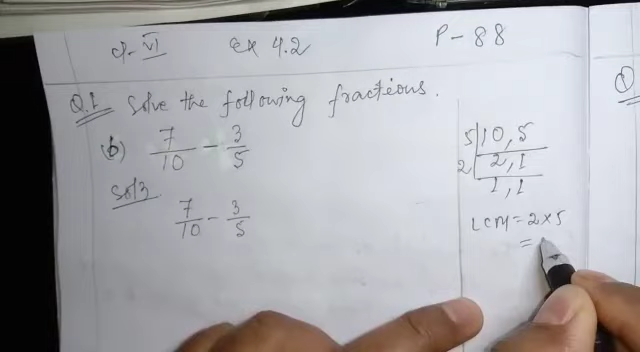 cl- VI Ex 4.2 P-88
Q.1 Solve the following fractions.
(b) 7/10 - 3/5
Sol3
7/10 - 3/5
5|10, 5
2|2, 1
1, 1
LCM = 2×5
=